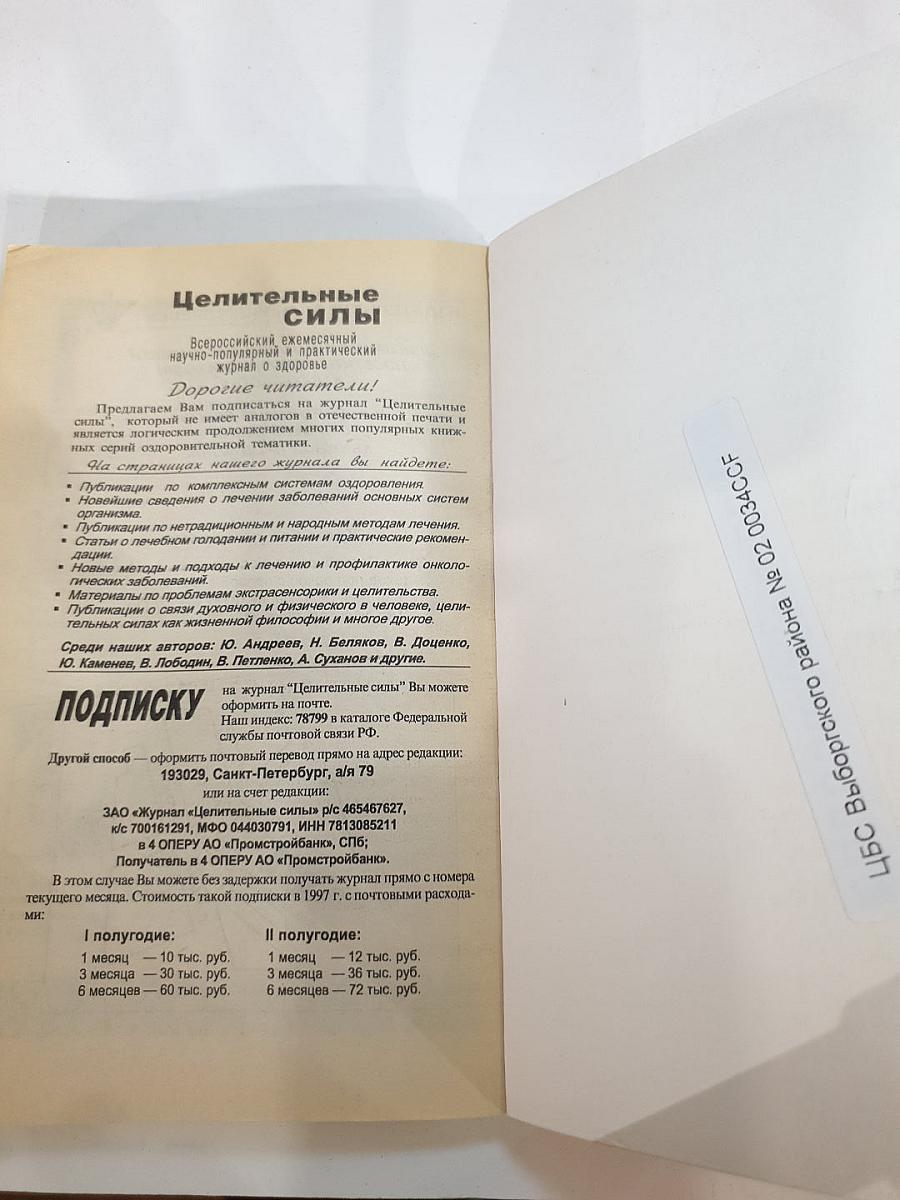 Целительные
силы
Всероссийский ежемесячный
научно-популярный и практический
журнал о здоровье
Дорогие читатели!
Предлагаем Вам подписаться на журнал "Целительные
силы", который не имеет аналогов в отечественной печати и
является логическим продолжением многих популярных книж-
ных серий оздоровительной тематики.
На страницах нашего журнала вы найдете:
▪ Публикации по комплексным системам оздоровления.
▪ Новейшие сведения о лечении заболеваний основных систем
организма.
▪ Публикации по нетрадиционным и народным методам лечения.
▪ Статьи о лечебном голодании и питании и практические рекомен-
дации.
▪ Новые методы и подходы к лечению и профилактике онколо-
гических заболеваний.
▪ Материалы по проблемам экстрасенсорики и целительства.
▪ Публикации о связи духовного и физического в человеке, цели-
тельных силах как жизненной философии и многое другое.
Среди наших авторов: Ю. Андреев, Н. Беляков, В. Доценко,
Ю. Каменев, В. Лободин, В. Петленко, А. Суханов и другие.
ПОДПИСКУ
на журнал "Целительные силы" Вы можете
оформить на почте.
Наш индекс: 78799 в каталоге Федеральной
службы почтовой связи РФ.
Другой способ — оформить почтовый перевод прямо на адрес редакции:
193029, Санкт-Петербург, а/я 79
или на счет редакции:
ЗАО «Журнал «Целительные силы» р/с 465467627,
к/с 700161291, МФО 044030791, ИНН 7813085211
в 4 ОПЕРУ АО «Промстройбанк», СПб;
Получатель в 4 ОПЕРУ АО «Промстройбанк».
В этом случае Вы можете без задержки получать журнал прямо с номера
текущего месяца. Стоимость такой подписки в 1997 г. с почтовыми расхода-
ми:
I полугодие: II полугодие:
1 месяц — 10 тыс. руб. 1 месяц — 12 тыс. руб.
3 месяца — 30 тыс. руб. 3 месяца — 36 тыс. руб.
6 месяцев — 60 тыс. руб. 6 месяцев — 72 тыс. руб.
ЦБС Выборгского района № 02 0034CCF